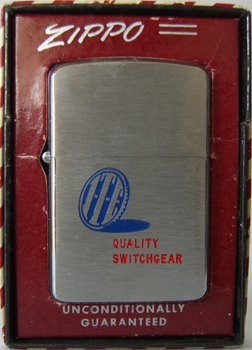 ZIPPO
QUALITY
SWITCHGEAR
UNCONDITIONALLY
GUARANTEED